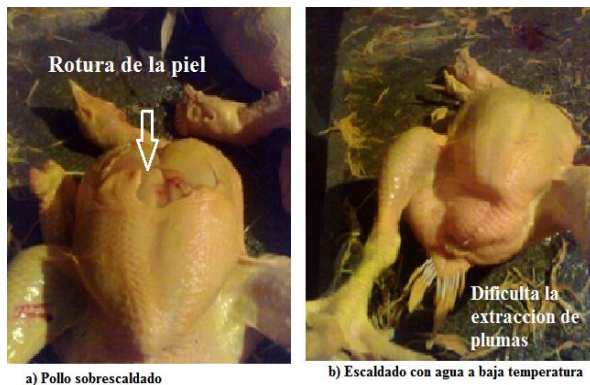 Rotura de la piel
Dificulta la
extraccion de
plumas
a) Pollo sobrescaldado
b) Escaldado con agua a baja temperatura